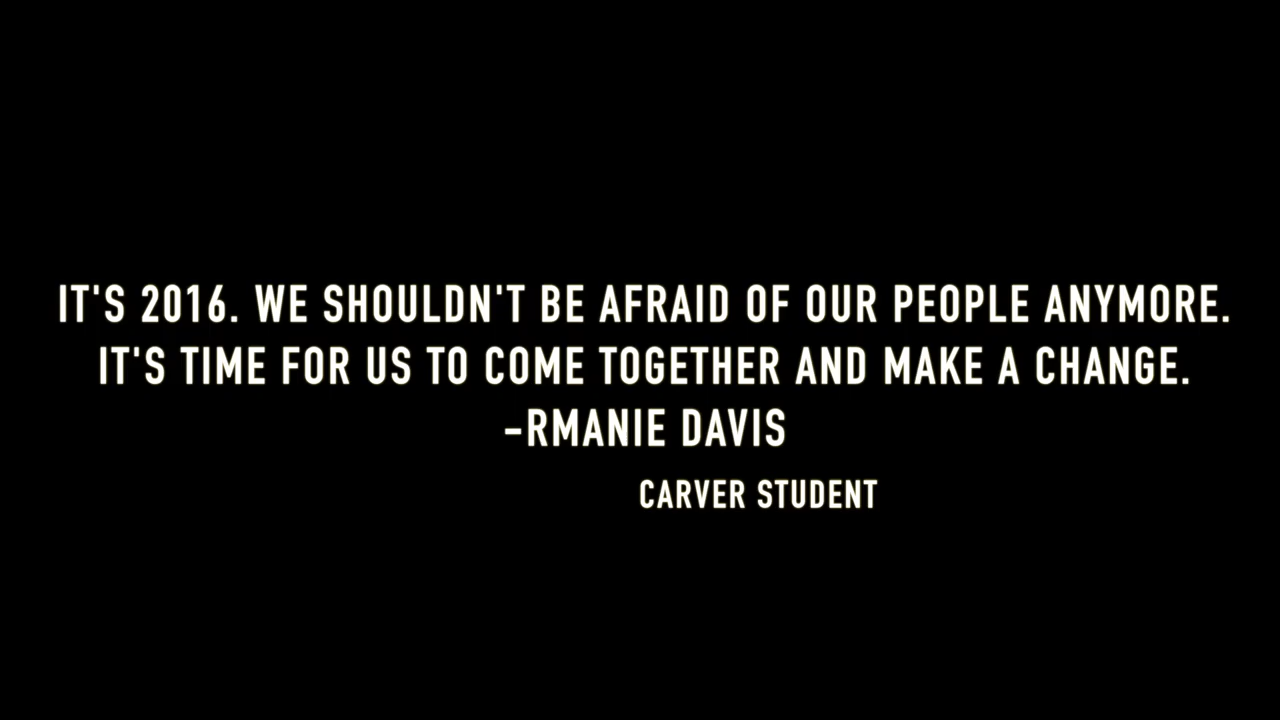 IT'S 2016. WE SHOULDN'T BE AFRAID OF OUR PEOPLE ANYMORE.
IT'S TIME FOR US TO COME TOGETHER AND MAKE A CHANGE.
-RMANIE DAVIS
CARVER STUDENT